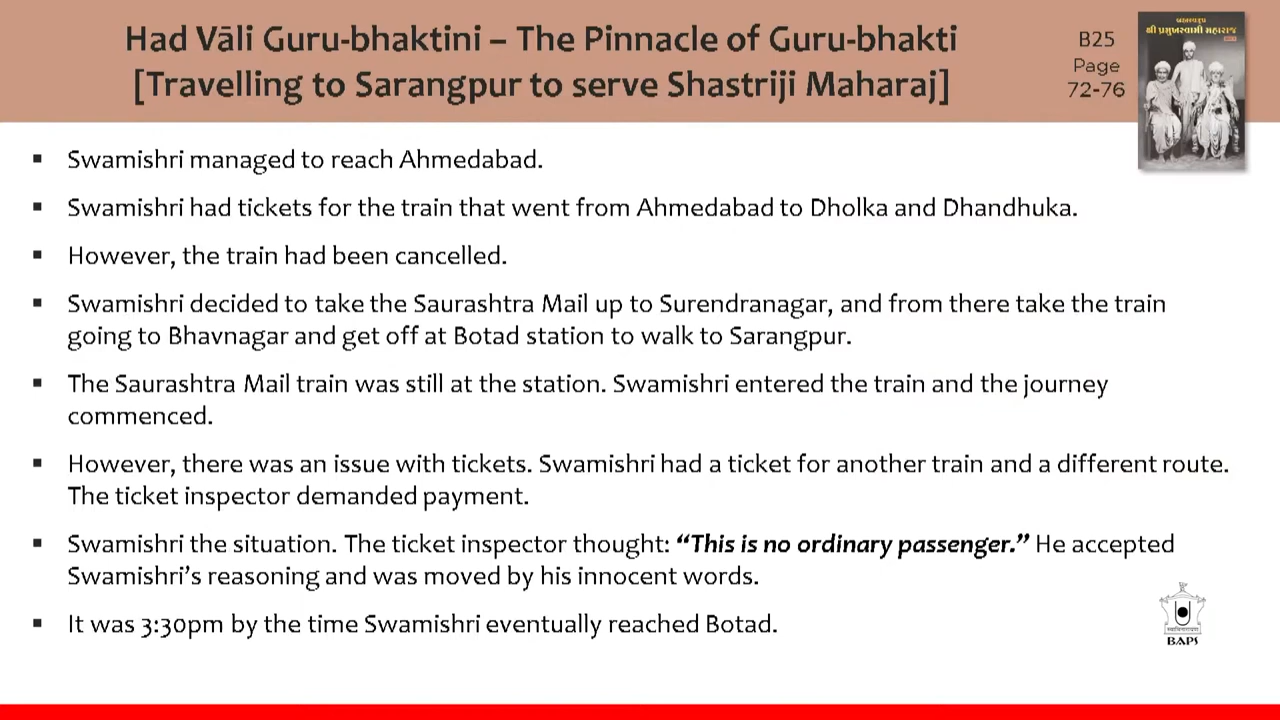 Had Vāli Guru-bhaktini – The Pinnacle of Guru-bhakti
[Travelling to Sarangpur to serve Shastriji Maharaj]
B25
Page
72-76
શ્રી પ્રમુખસ્વામી મહારાજ
▪ Swamishri managed to reach Ahmedabad.
▪ Swamishri had tickets for the train that went from Ahmedabad to Dholka and Dhandhuka.
▪ However, the train had been cancelled.
▪ Swamishri decided to take the Saurashtra Mail up to Surendranagar, and from there take the train
going to Bhavnagar and get off at Botad station to walk to Sarangpur.
▪ The Saurashtra Mail train was still at the station. Swamishri entered the train and the journey
commenced.
▪ However, there was an issue with tickets. Swamishri had a ticket for another train and a different route.
The ticket inspector demanded payment.
▪ Swamishri the situation. The ticket inspector thought: “This is no ordinary passenger.” He accepted
Swamishri’s reasoning and was moved by his innocent words.
▪ It was 3:30pm by the time Swamishri eventually reached Botad.
BAPS